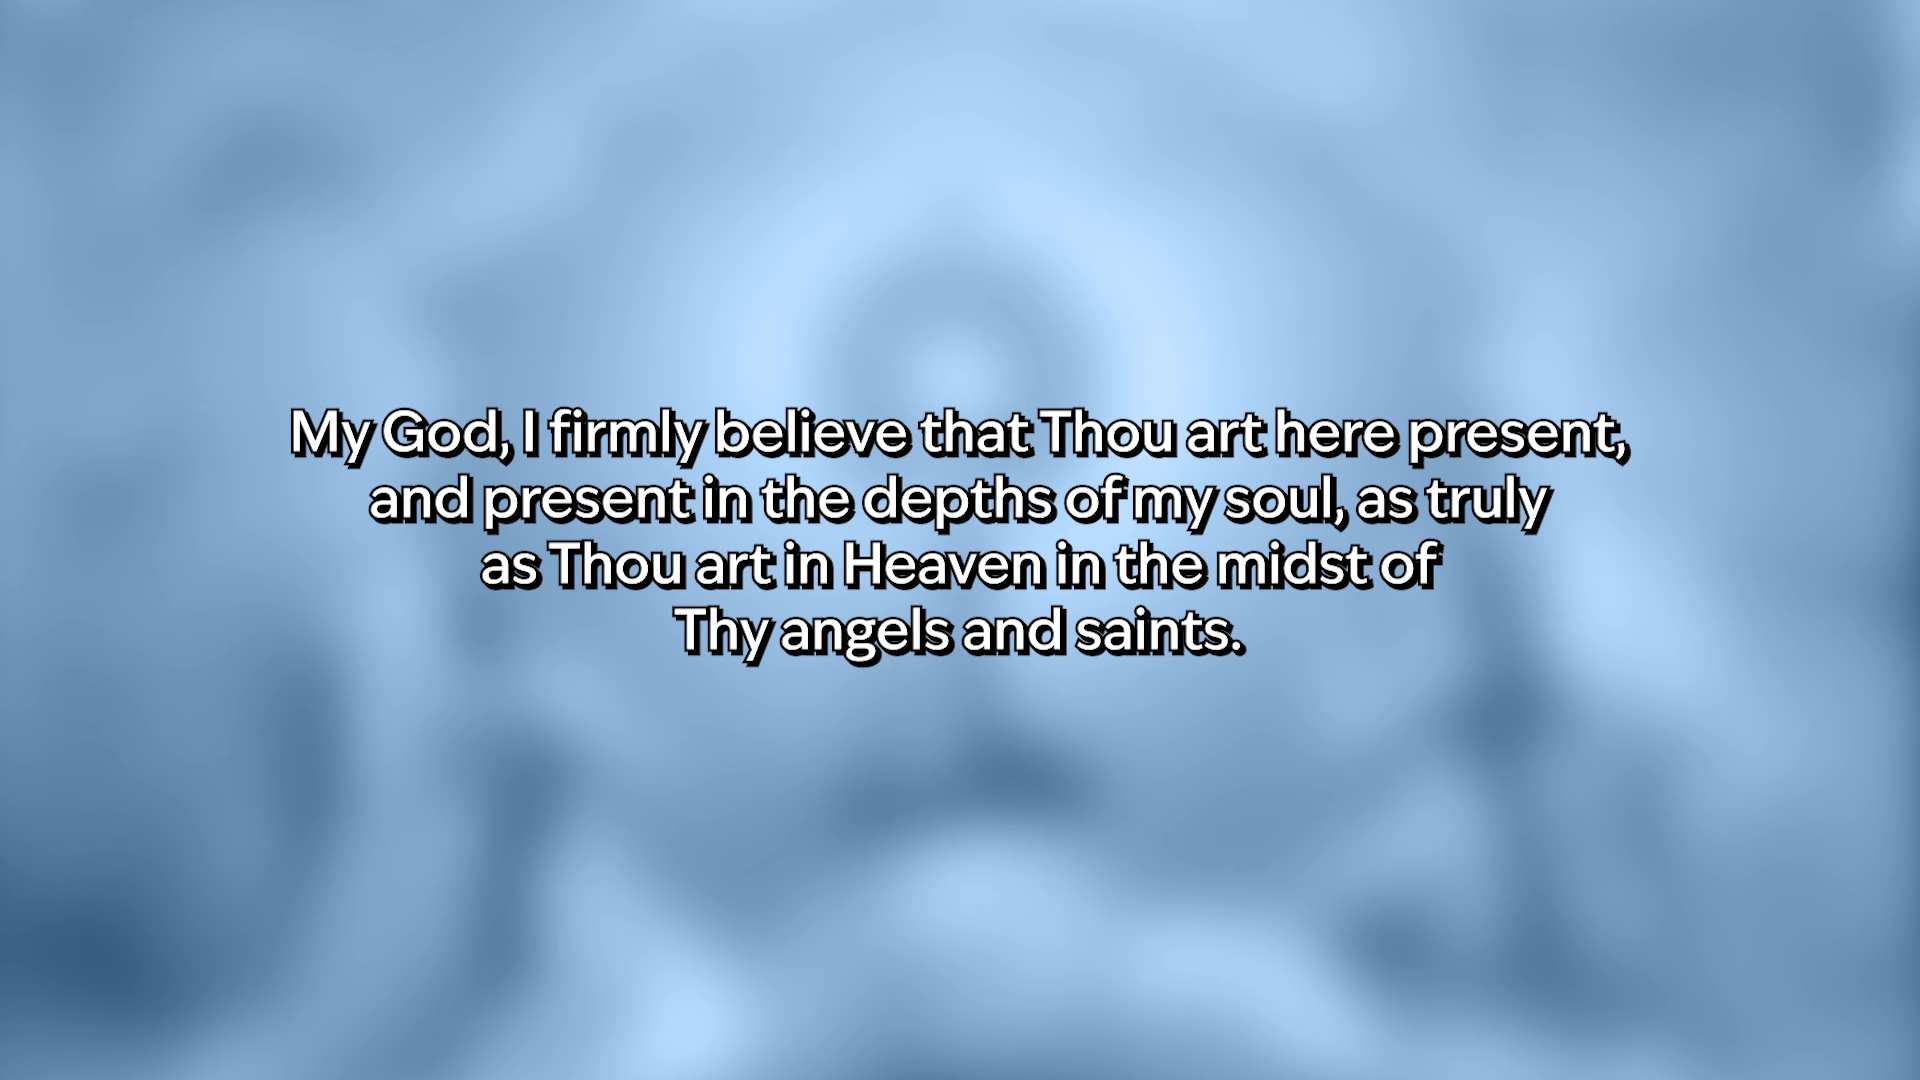 My God, I firmly believe that Thou art here present,
and present in the depths of my soul, as truly
as Thou art in Heaven in the midst of
Thy angels and saints.